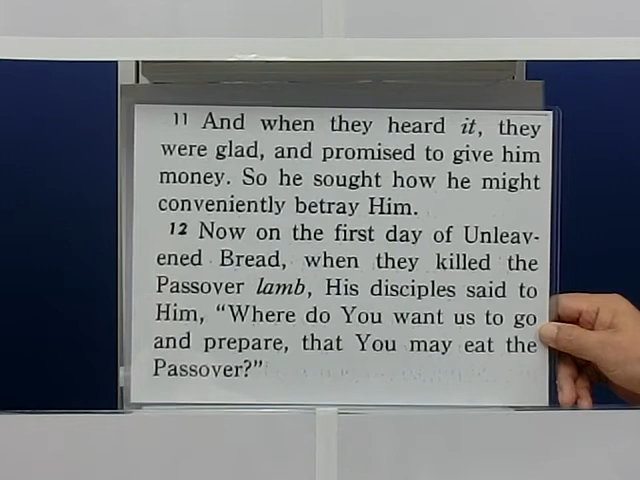 11 And when they heard it, they
were glad, and promised to give him
money. So he sought how he might
conveniently betray Him.
12 Now on the first day of Unleav-
ened Bread, when they killed the
Passover lamb, His disciples said to
Him, “Where do You want us to go
and prepare, that You may eat the
Passover?”